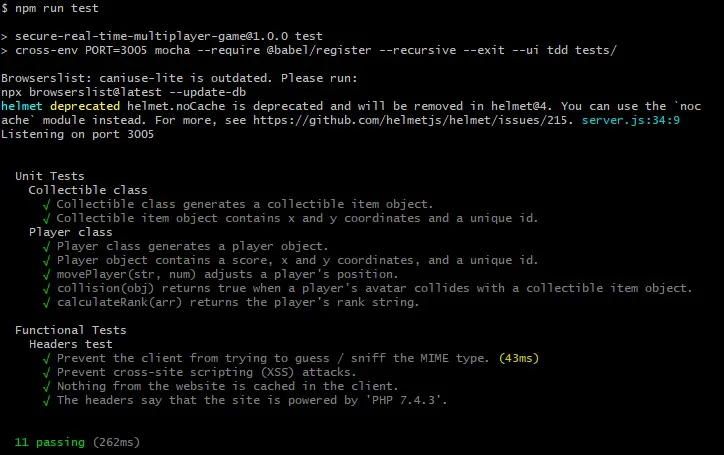 $ npm run test
> secure-real-time-multiplayer-game@1.0.0 test
> cross-env PORT=3005 mocha --require @babel/register --recursive --exit --ui tdd tests/
Browserslist: caniuse-lite is outdated. Please run:
npx browserslist@latest --update-db
helmet deprecated helmet.noCache is deprecated and will be removed in helmet@4. You can use the `noc
ache` module instead. For more, see https://github.com/helmetjs/helmet/issues/215. server.js:34:9
Listening on port 3005
Unit Tests
Collectible class
√ Collectible class generates a collectible item object.
√ Collectible item object contains x and y coordinates and a unique id.
Player class
√ Player class generates a player object.
√ Player object contains a score, x and y coordinates, and a unique id.
√ movePlayer(str, num) adjusts a player's position.
√ collision(obj) returns true when a player's avatar collides with a collectible item object.
√ calculateRank(arr) returns the player's rank string.
Functional Tests
Headers test
√ Prevent the client from trying to guess / sniff the MIME type. (43ms)
√ Prevent cross-site scripting (XSS) attacks.
√ Nothing from the website is cached in the client.
√ The headers say that the site is powered by 'PHP 7.4.3'.
11 passing (262ms)